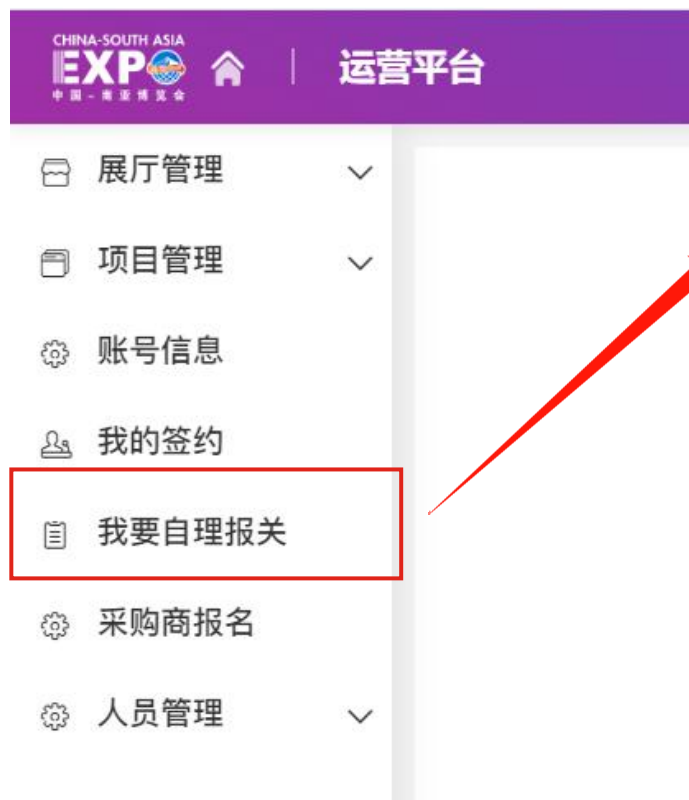 CHINA-SOUTH ASIA
EXPO
中国-南亚博览会
运营平台
展厅管理
项目管理
账号信息
我的签约
我要自理报关
采购商报名
人员管理